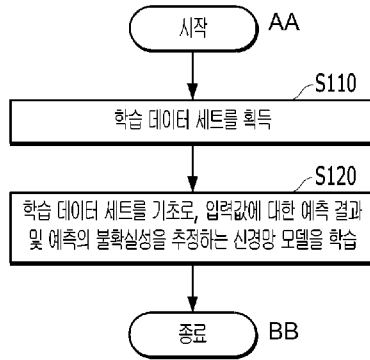 시작 AA
S110
학습 데이터 세트를 획득
S120
학습 데이터 세트를 기초로, 입력값에 대한 예측 결과
및 예측의 불확실성을 추정하는 신경망 모델을 학습
종료 BB